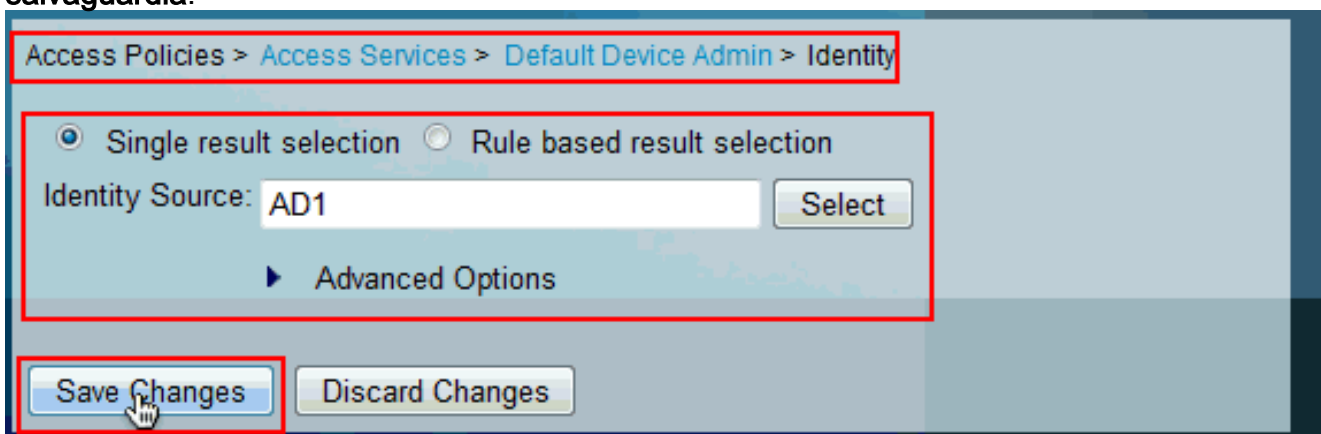 salvaguardia.
Access Policies > Access Services > Default Device Admin > Identity
Single result selection Rule based result selection
Identity Source: AD1 Select
Advanced Options
Save Changes Discard Changes